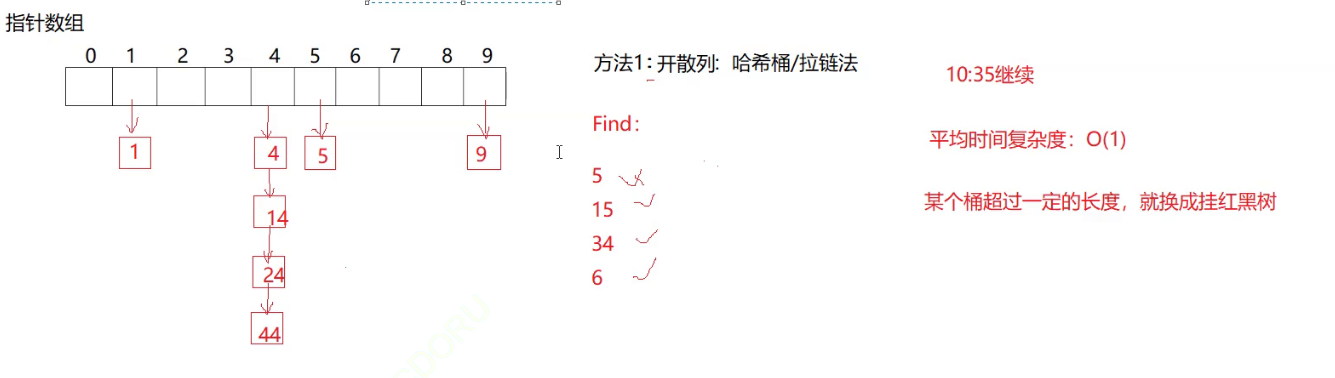 指针数组
0 1 2 3 4 5 6 7 8 9
1 4 5 9
14
24
44
方法1：开散列: 哈希桶/拉链法
Find：
5
15
34
6
10:35继续
平均时间复杂度：O(1)
某个桶超过一定的长度，就换成挂红黑树